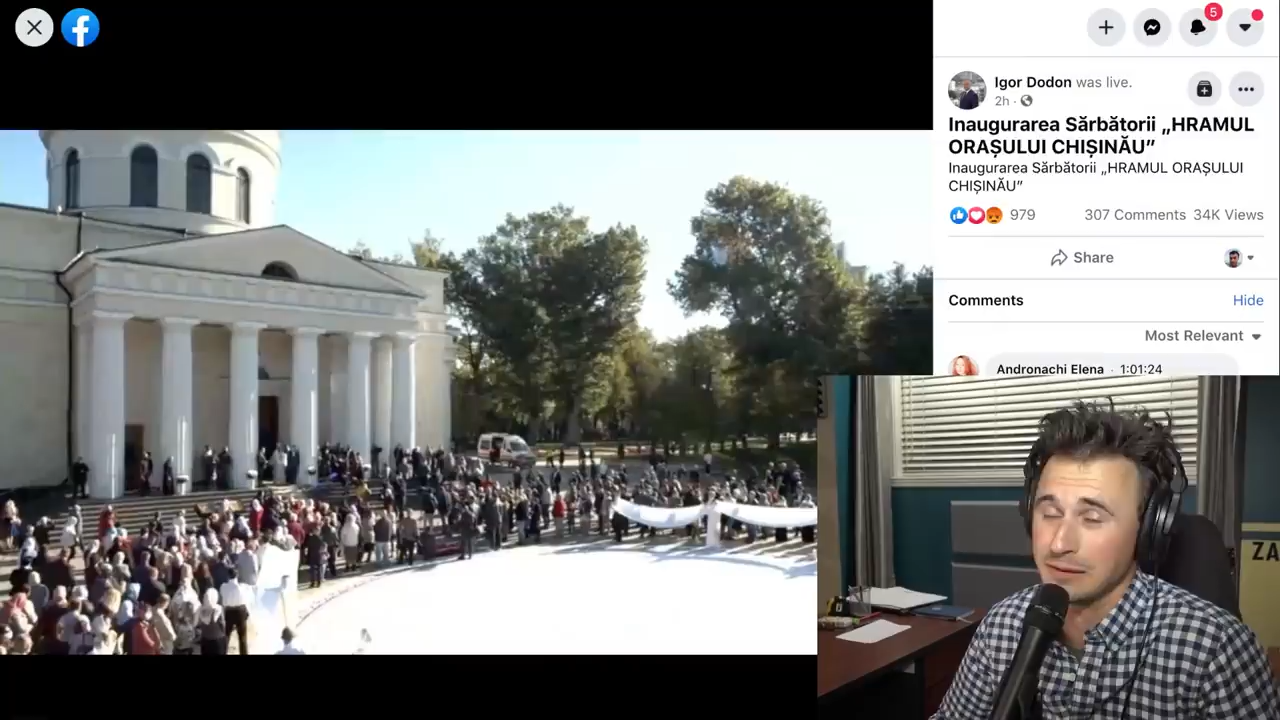 5
Igor Dodon was live.
2h ·
Inaugurarea Sărbătorii „HRAMUL
ORAȘULUI CHIȘINĂU”
Inaugurarea Sărbătorii „HRAMUL ORAȘULUI
CHIȘINĂU”
979 307 Comments 34K Views
Share
Comments Hide
Most Relevant
Andronachi Elena · 1:01:24
ZA